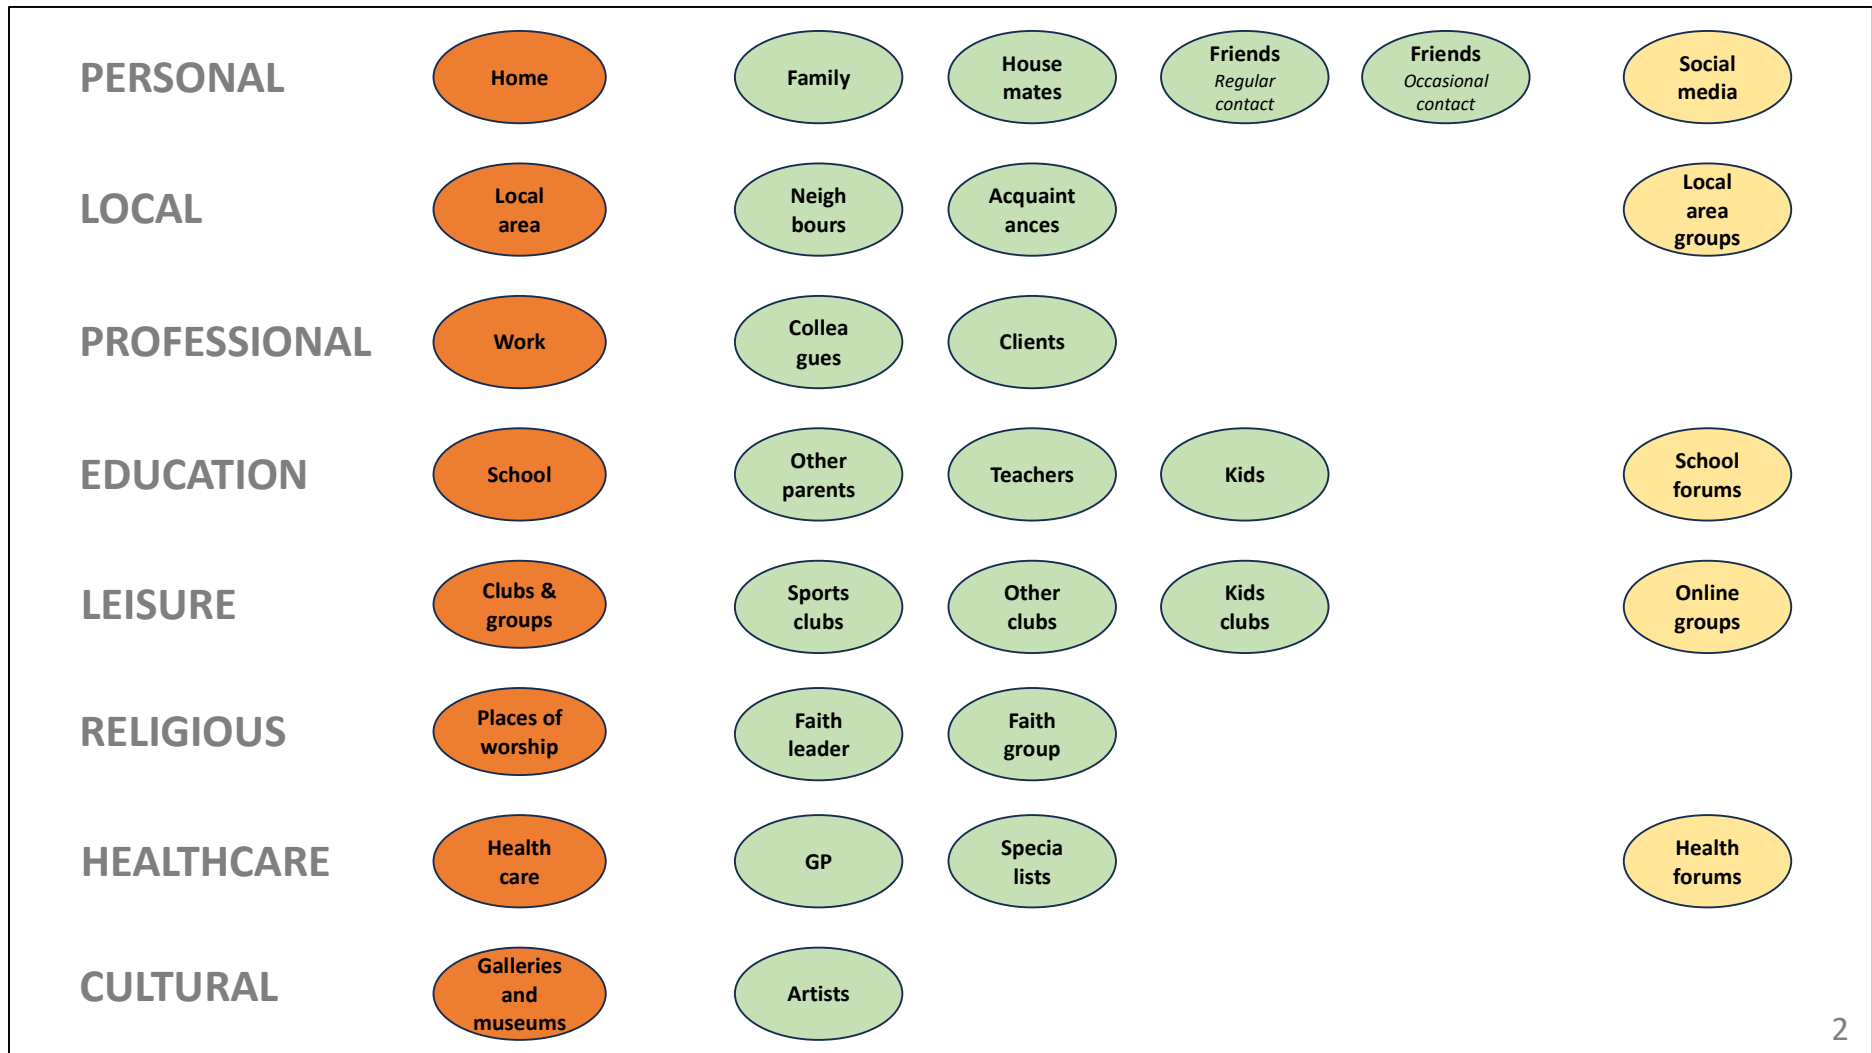 PERSONAL
Home
Family
House
mates
Friends
Regular
contact
Friends
Occasional
contact
Social
media
LOCAL
Local
area
Neigh
bours
Acquaint
ances
Local
area
groups
PROFESSIONAL
Work
Collea
gues
Clients
EDUCATION
School
Other
parents
Teachers
Kids
School
forums
LEISURE
Clubs &
groups
Sports
clubs
Other
clubs
Kids
clubs
Online
groups
RELIGIOUS
Places of
worship
Faith
leader
Faith
group
HEALTHCARE
Health
care
GP
Specia
lists
Health
forums
CULTURAL
Galleries
and
museums
Artists
2